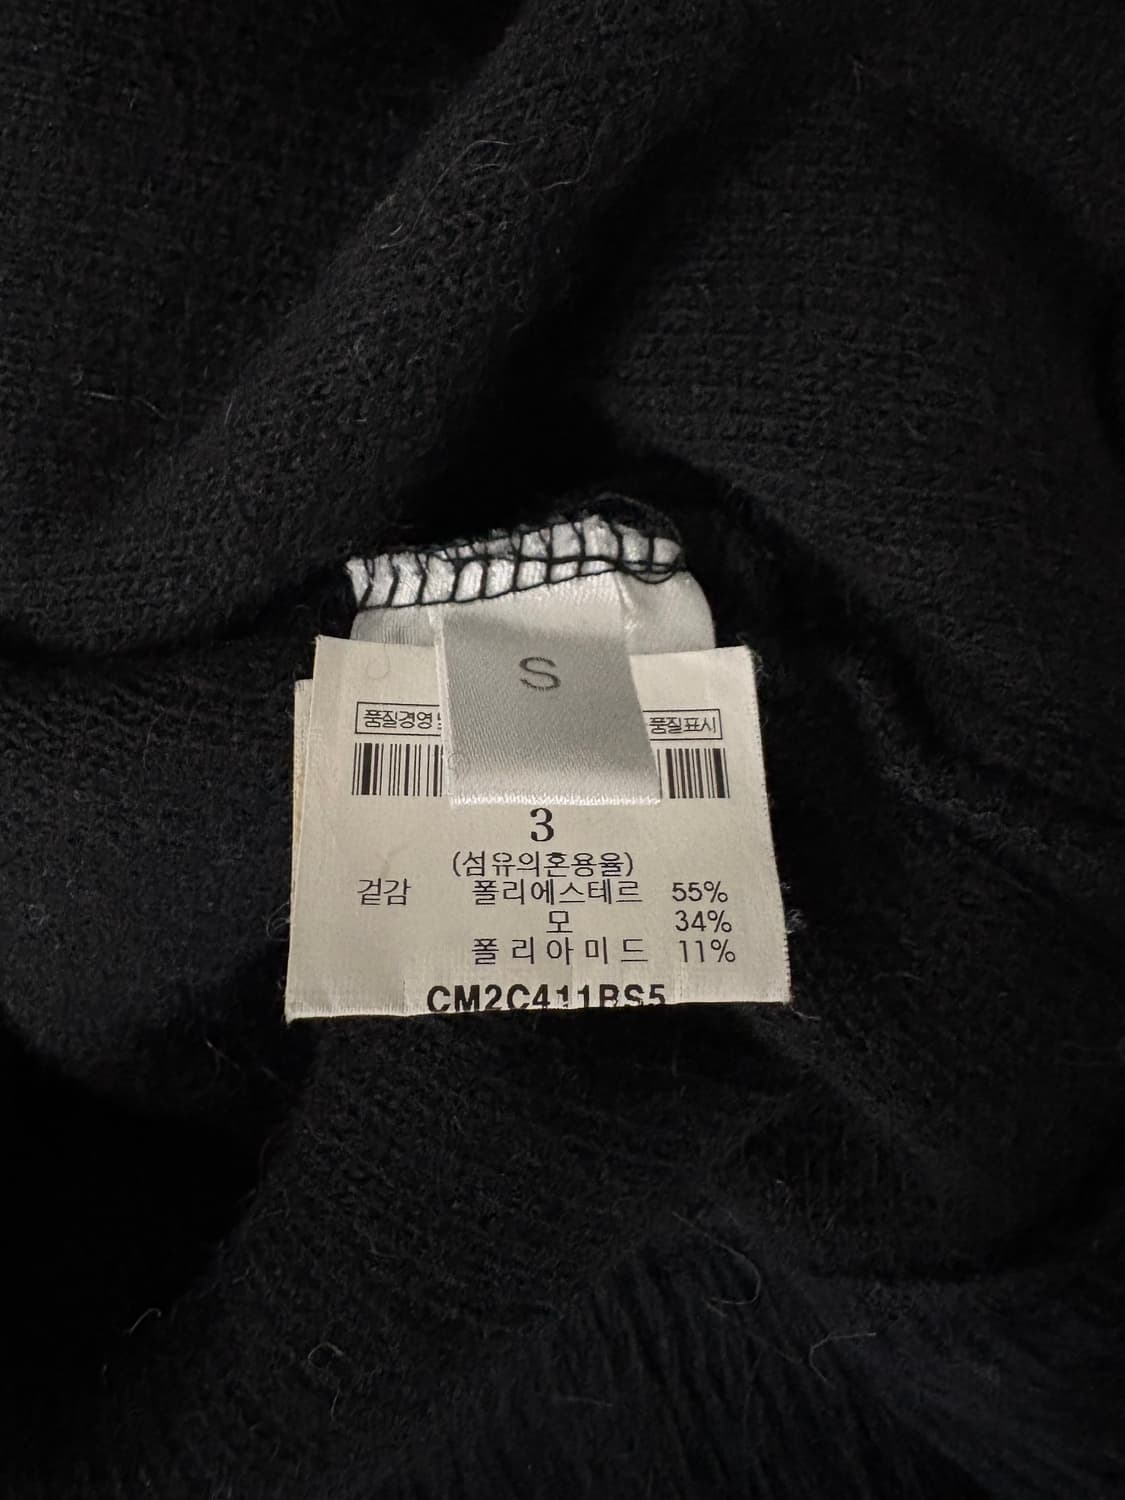 S
품질경영
품질표시
3
(섬유의혼용율)
겉감 폴리에스테르 55%
모 34%
폴리아미드 11%
CM2C411BS5